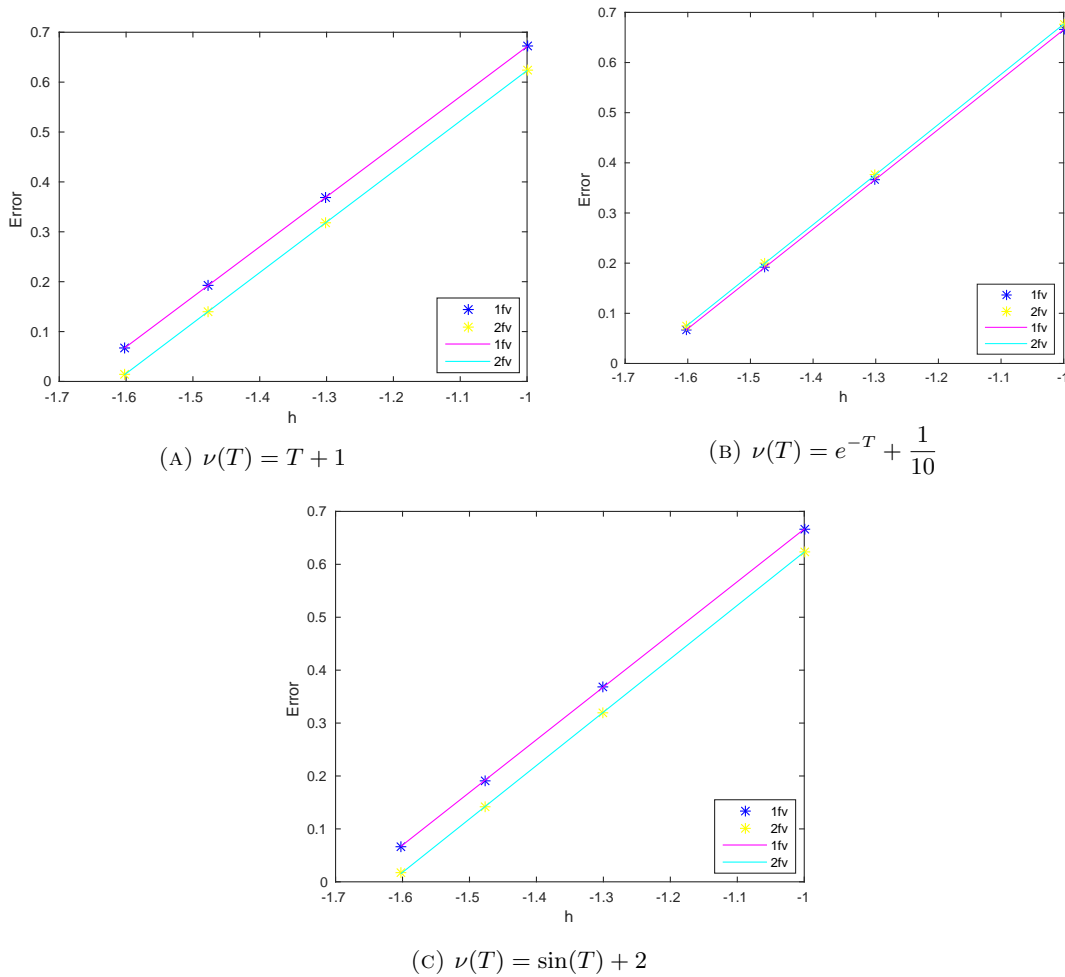 0.7
0.6
0.5
0.4
0.3
0.2
0.1
0
Error
-1.7 -1.6 -1.5 -1.4 -1.3 -1.2 -1.1 -1
h
1fv
2fv
1fv
2fv
(A) ν(T) = T + 1
0.7
0.6
0.5
0.4
0.3
0.2
0.1
0
Error
-1.7 -1.6 -1.5 -1.4 -1.3 -1.2 -1.1 -1
h
1fv
2fv
1fv
2fv
(B) ν(T) = e^{-T} + \frac{1}{10}
0.7
0.6
0.5
0.4
0.3
0.2
0.1
0
Error
-1.7 -1.6 -1.5 -1.4 -1.3 -1.2 -1.1 -1
h
1fv
2fv
1fv
2fv
(C) ν(T) = sin(T) + 2